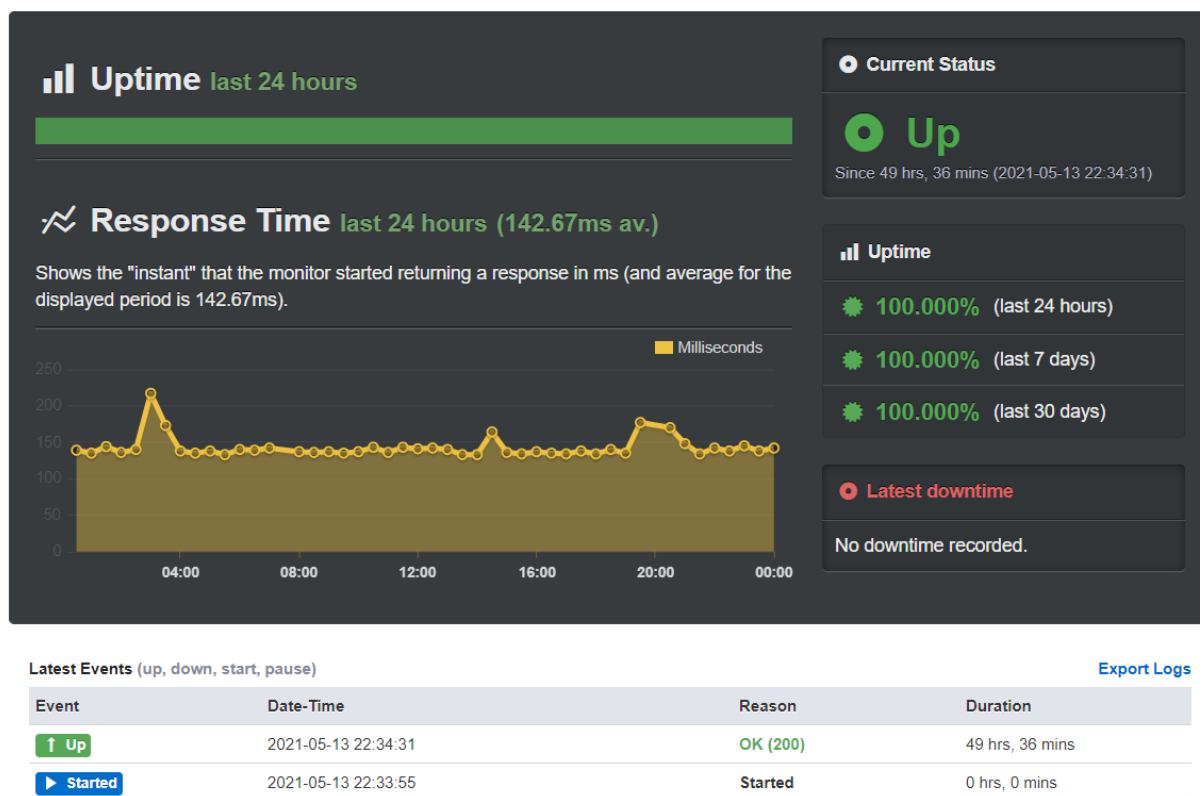 Uptime last 24 hours
Response Time last 24 hours (142.67ms av.)
Shows the "instant" that the monitor started returning a response in ms (and average for the
displayed period is 142.67ms).
Milliseconds
250
200
150
100
50
0
04:00 08:00 12:00 16:00 20:00 00:00
Current Status
Up
Since 49 hrs, 36 mins (2021-05-13 22:34:31)
Uptime
100.000% (last 24 hours)
100.000% (last 7 days)
100.000% (last 30 days)
Latest downtime
No downtime recorded.
Latest Events (up, down, start, pause) Export Logs
Event Date-Time Reason Duration
Up 2021-05-13 22:34:31 OK (200) 49 hrs, 36 mins
Started 2021-05-13 22:33:55 Started 0 hrs, 0 mins